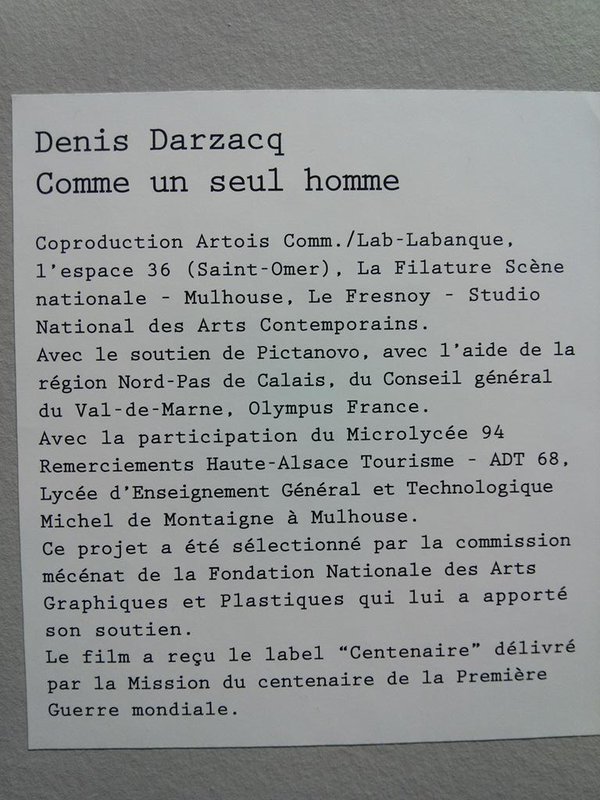 Denis Darzacq
Comme un seul homme
Coproduction Artois Comm./Lab-Labanque,
l'espace 36 (Saint-Omer), La Filature Scène
nationale - Mulhouse, Le Fresnoy - Studio
National des Arts Contemporains.
Avec le soutien de Pictanovo, avec l'aide de la
région Nord-Pas de Calais, du Conseil général
du Val-de-Marne, Olympus France.
Avec la participation du Microlycée 94
Remerciements Haute-Alsace Tourisme - ADT 68,
Lycée d'Enseignement Général et Technologique
Michel de Montaigne à Mulhouse.
Ce projet a été sélectionné par la commission
mécénat de la Fondation Nationale des Arts
Graphiques et Plastiques qui lui a apporté
son soutien.
Le film a reçu le label “Centenaire” délivré
par la Mission du centenaire de la Première
Guerre mondiale.